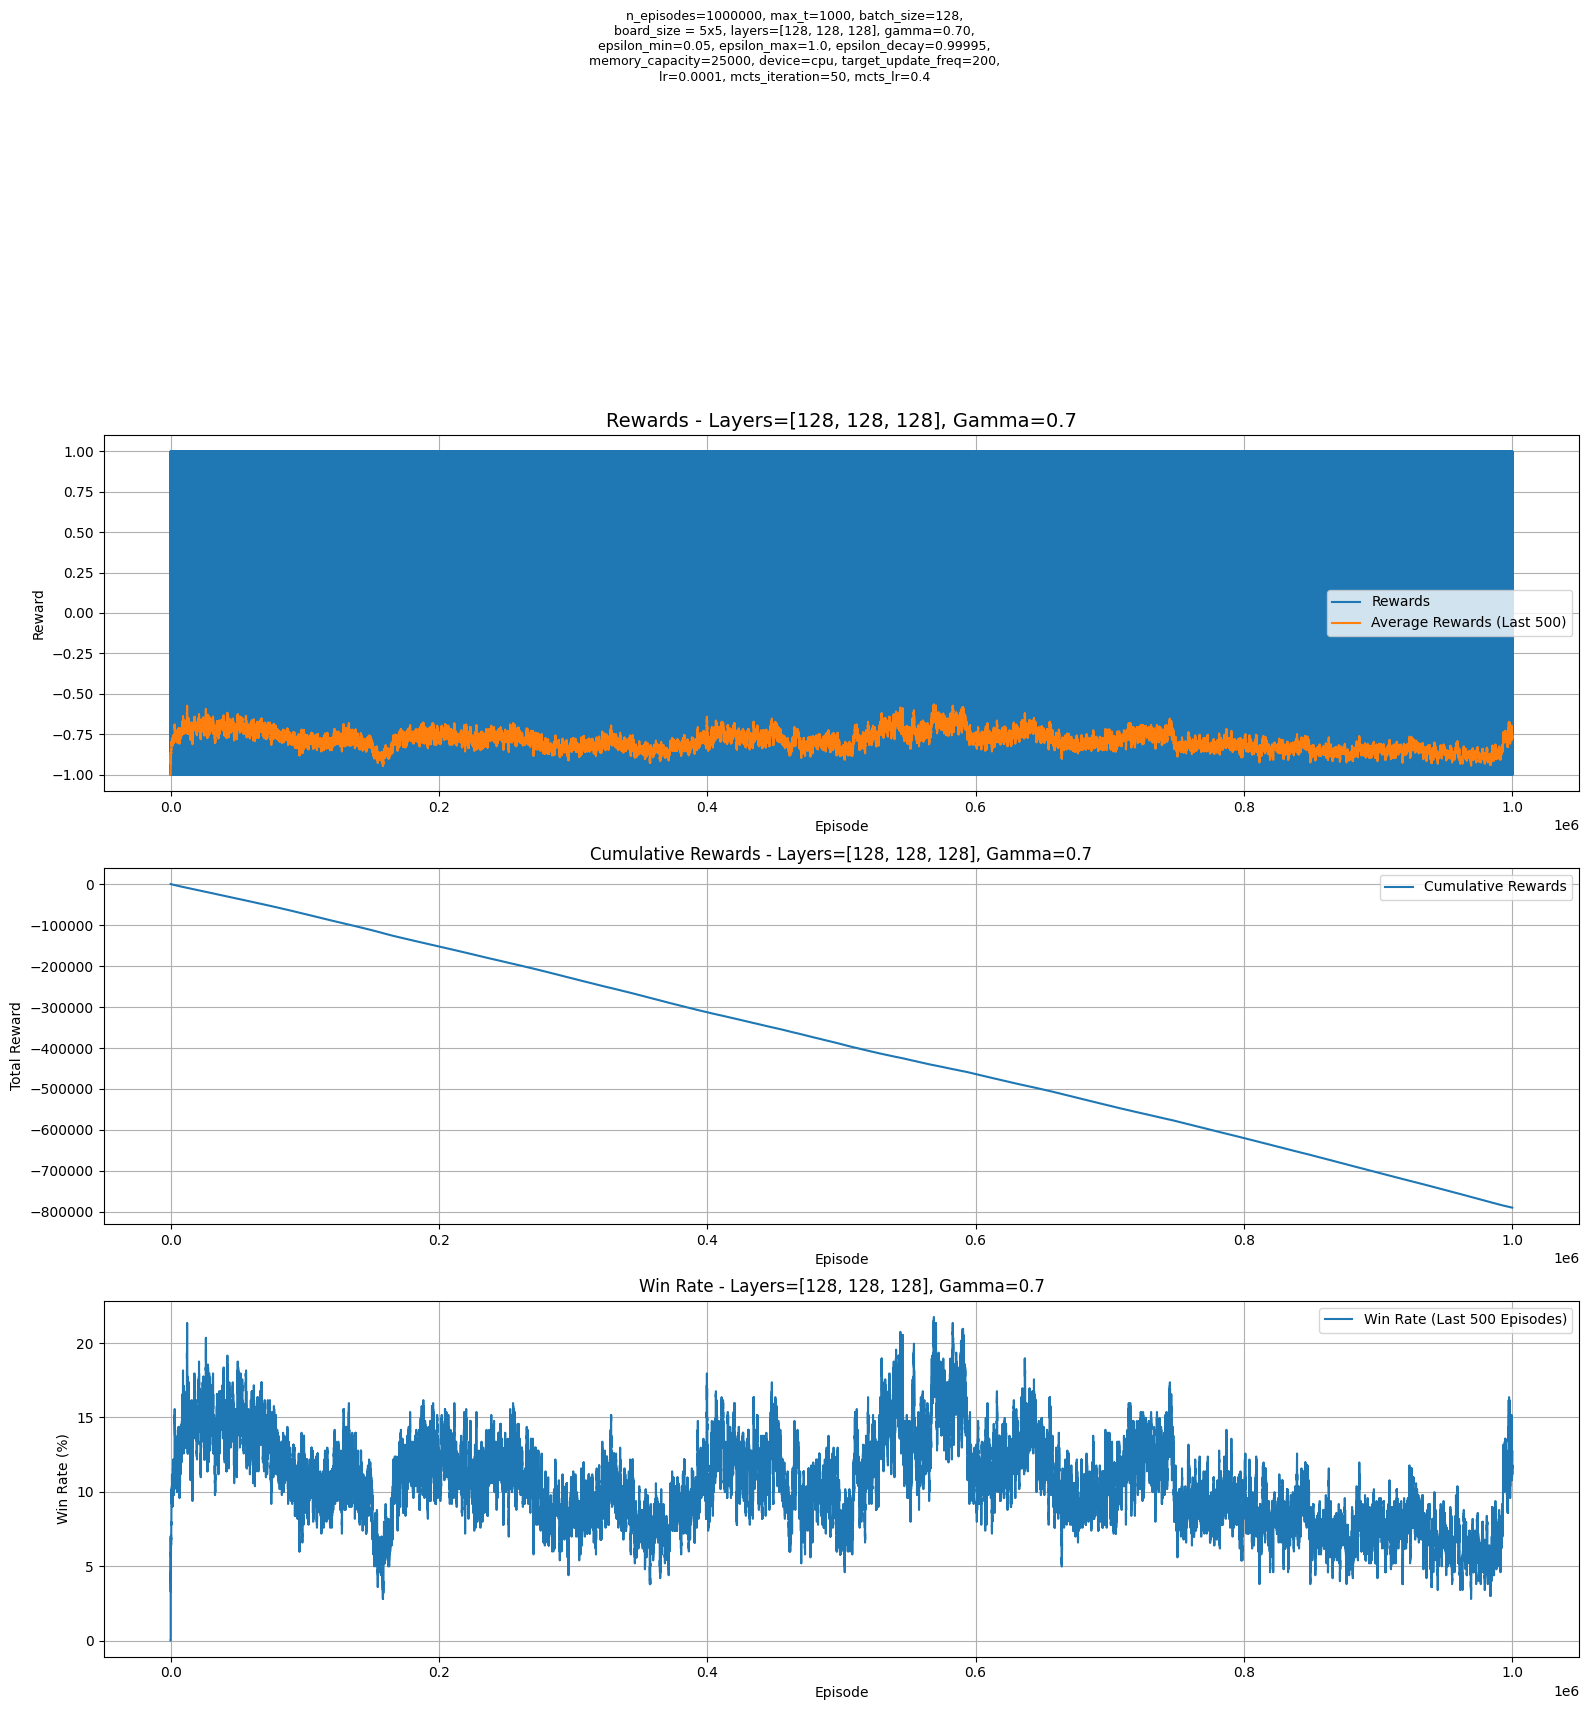 n_episodes=1000000, max_t=1000, batch_size=128,
board_size = 5x5, layers=[128, 128, 128], gamma=0.70,
epsilon_min=0.05, epsilon_max=1.0, epsilon_decay=0.99995,
memory_capacity=25000, device=cpu, target_update_freq=200,
lr=0.0001, mcts_iteration=50, mcts_lr=0.4
Rewards - Layers=[128, 128, 128], Gamma=0.7
1.00
0.75
0.50
0.25
0.00
−0.25
−0.50
−0.75
−1.00
Reward
Rewards
Average Rewards (Last 500)
0.0 0.2 0.4 0.6 0.8 1.0
Episode
1e6
Cumulative Rewards - Layers=[128, 128, 128], Gamma=0.7
0
−100000
−200000
−300000
−400000
−500000
−600000
−700000
−800000
Total Reward
Cumulative Rewards
0.0 0.2 0.4 0.6 0.8 1.0
Episode
1e6
Win Rate - Layers=[128, 128, 128], Gamma=0.7
20
15
10
5
0
Win Rate (%)
Win Rate (Last 500 Episodes)
0.0 0.2 0.4 0.6 0.8 1.0
Episode
1e6